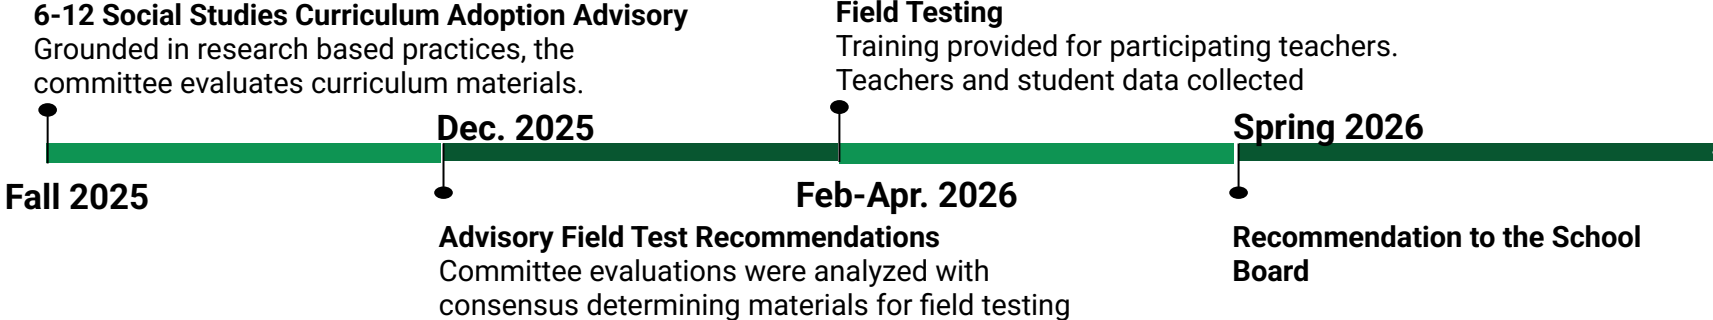 6-12 Social Studies Curriculum Adoption Advisory
Grounded in research based practices, the
committee evaluates curriculum materials.
Fall 2025
Dec. 2025
Advisory Field Test Recommendations
Committee evaluations were analyzed with
consensus determining materials for field testing
Field Testing
Training provided for participating teachers.
Teachers and student data collected
Feb-Apr. 2026
Spring 2026
Recommendation to the School
Board